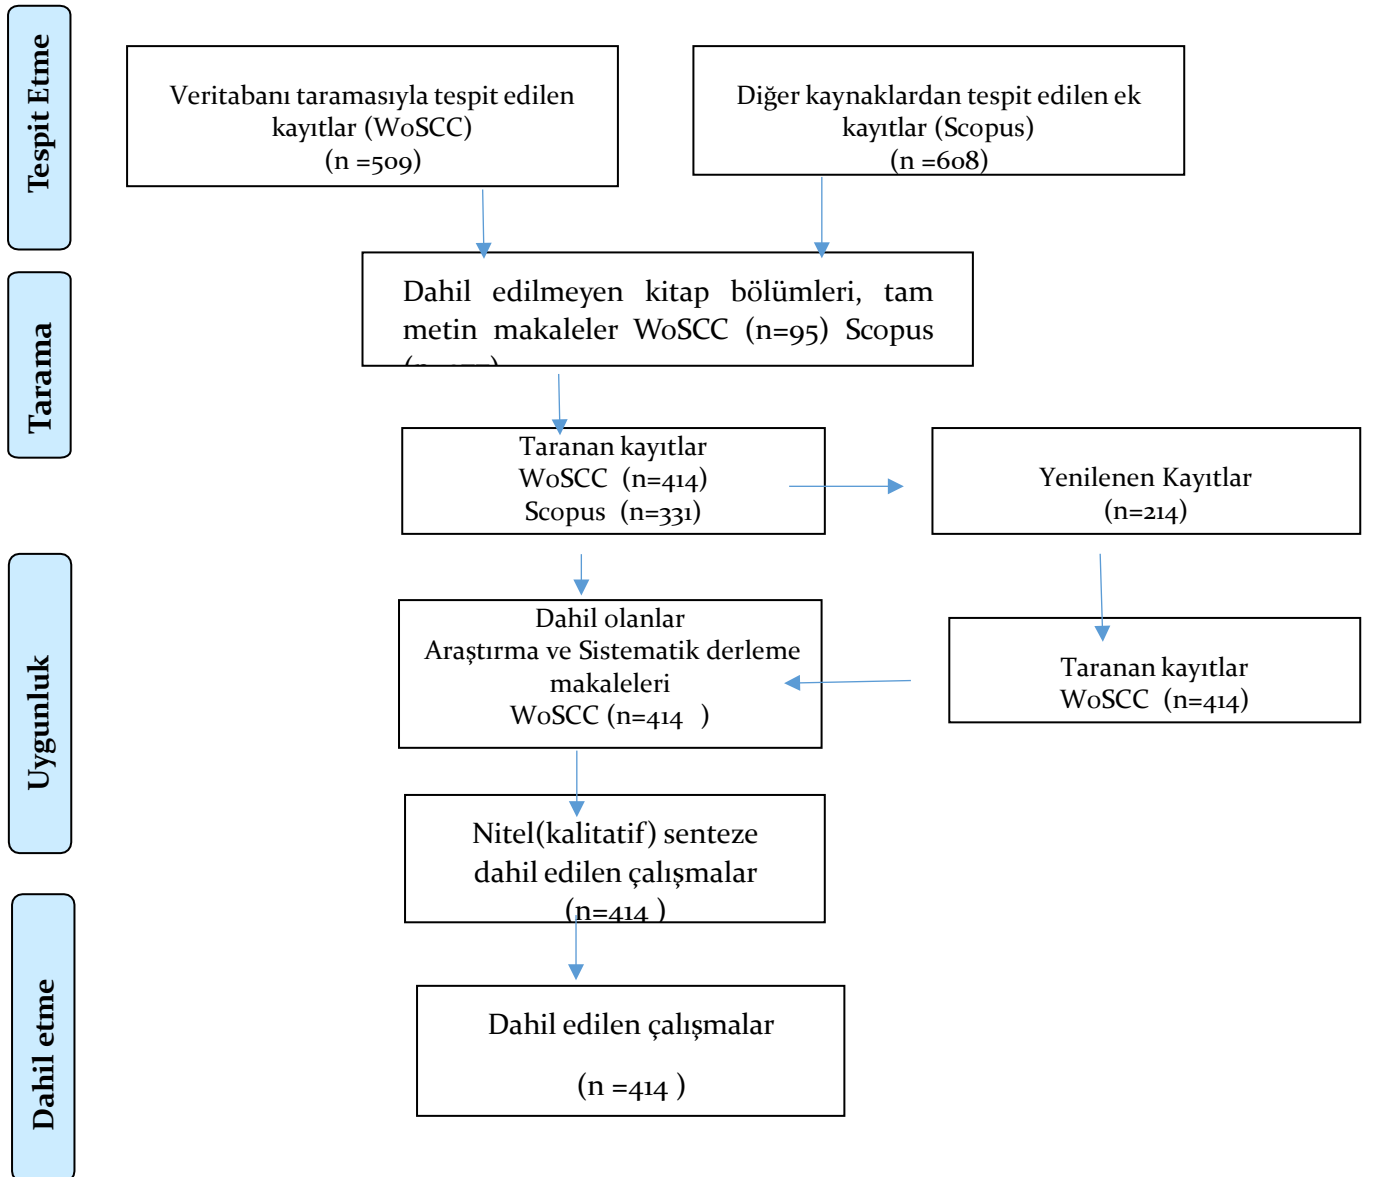 Tespit Etme
Veritabanı taramasıyla tespit edilen
kayıtlar (WoSCC)
(n =509)
Diğer kaynaklardan tespit edilen ek
kayıtlar (Scopus)
(n =608)
Tarama
Dahil edilmeyen kitap bölümleri, tam
metin makaleler WoSCC (n=95) Scopus
Taranan kayıtlar
WoSCC (n=414)
Scopus (n=331)
Yenilenen Kayıtlar
(n=214)
Uygunluk
Dahil olanlar
Araştırma ve Sistematik derleme
makaleleri
WoSCC (n=414 )
Taranan kayıtlar
WoSCC (n=414)
Nitel(kalitatif) senteze
dahil edilen çalışmalar
(n=414 )
Dahil etme
Dahil edilen çalışmalar
(n =414 )